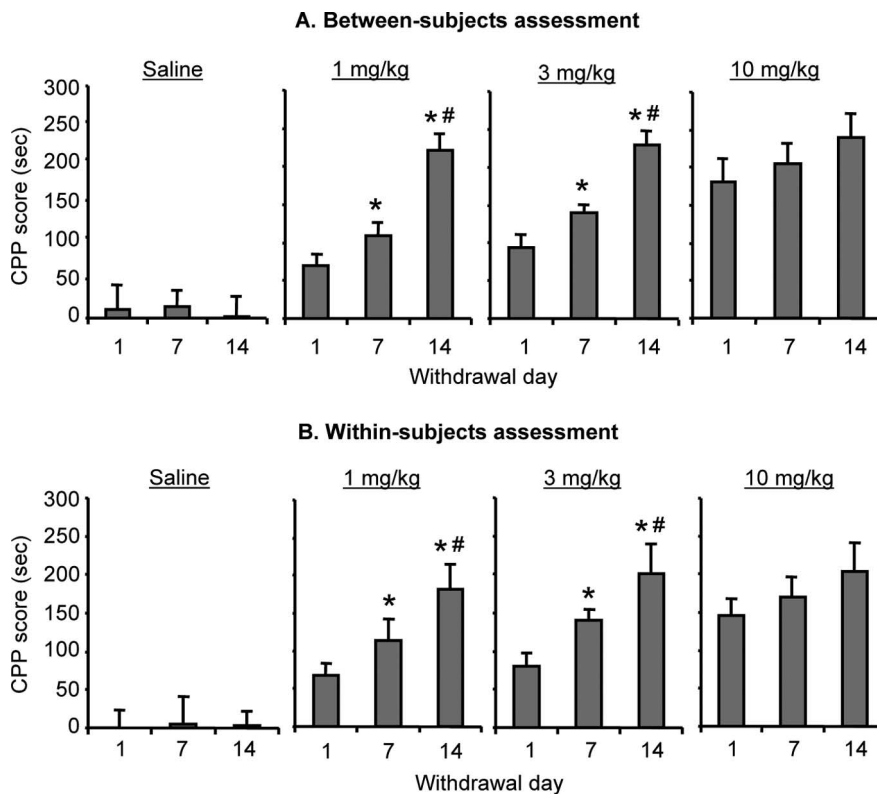 A. Between-subjects assessment
Saline
1 mg/kg
3 mg/kg
10 mg/kg
CPP score (sec)
300
250
200
150
100
50
0
*
* #
*
* #
1 7 14
1 7 14
1 7 14
1 7 14
Withdrawal day
B. Within-subjects assessment
Saline
1 mg/kg
3 mg/kg
10 mg/kg
CPP score (sec)
300
250
200
150
100
50
0
*
* #
*
* #
1 7 14
1 7 14
1 7 14
1 7 14
Withdrawal day